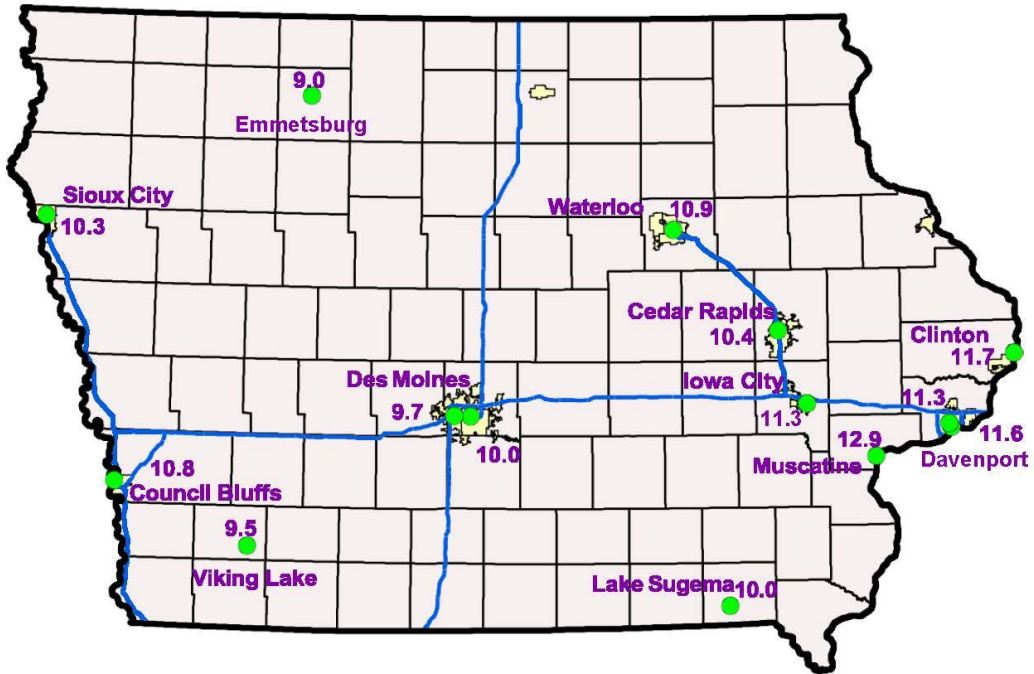 9.0
Emmetsburg
Sioux City
10.3
Waterloo
10.9
Cedar Rapids
10.4
Clinton
11.7
Des Moines
9.7
10.0
Iowa City
11.3
11.3
11.6
Davenport
12.9
Muscatine
10.8
Council Bluffs
9.5
Viking Lake
Lake Sugema
10.0